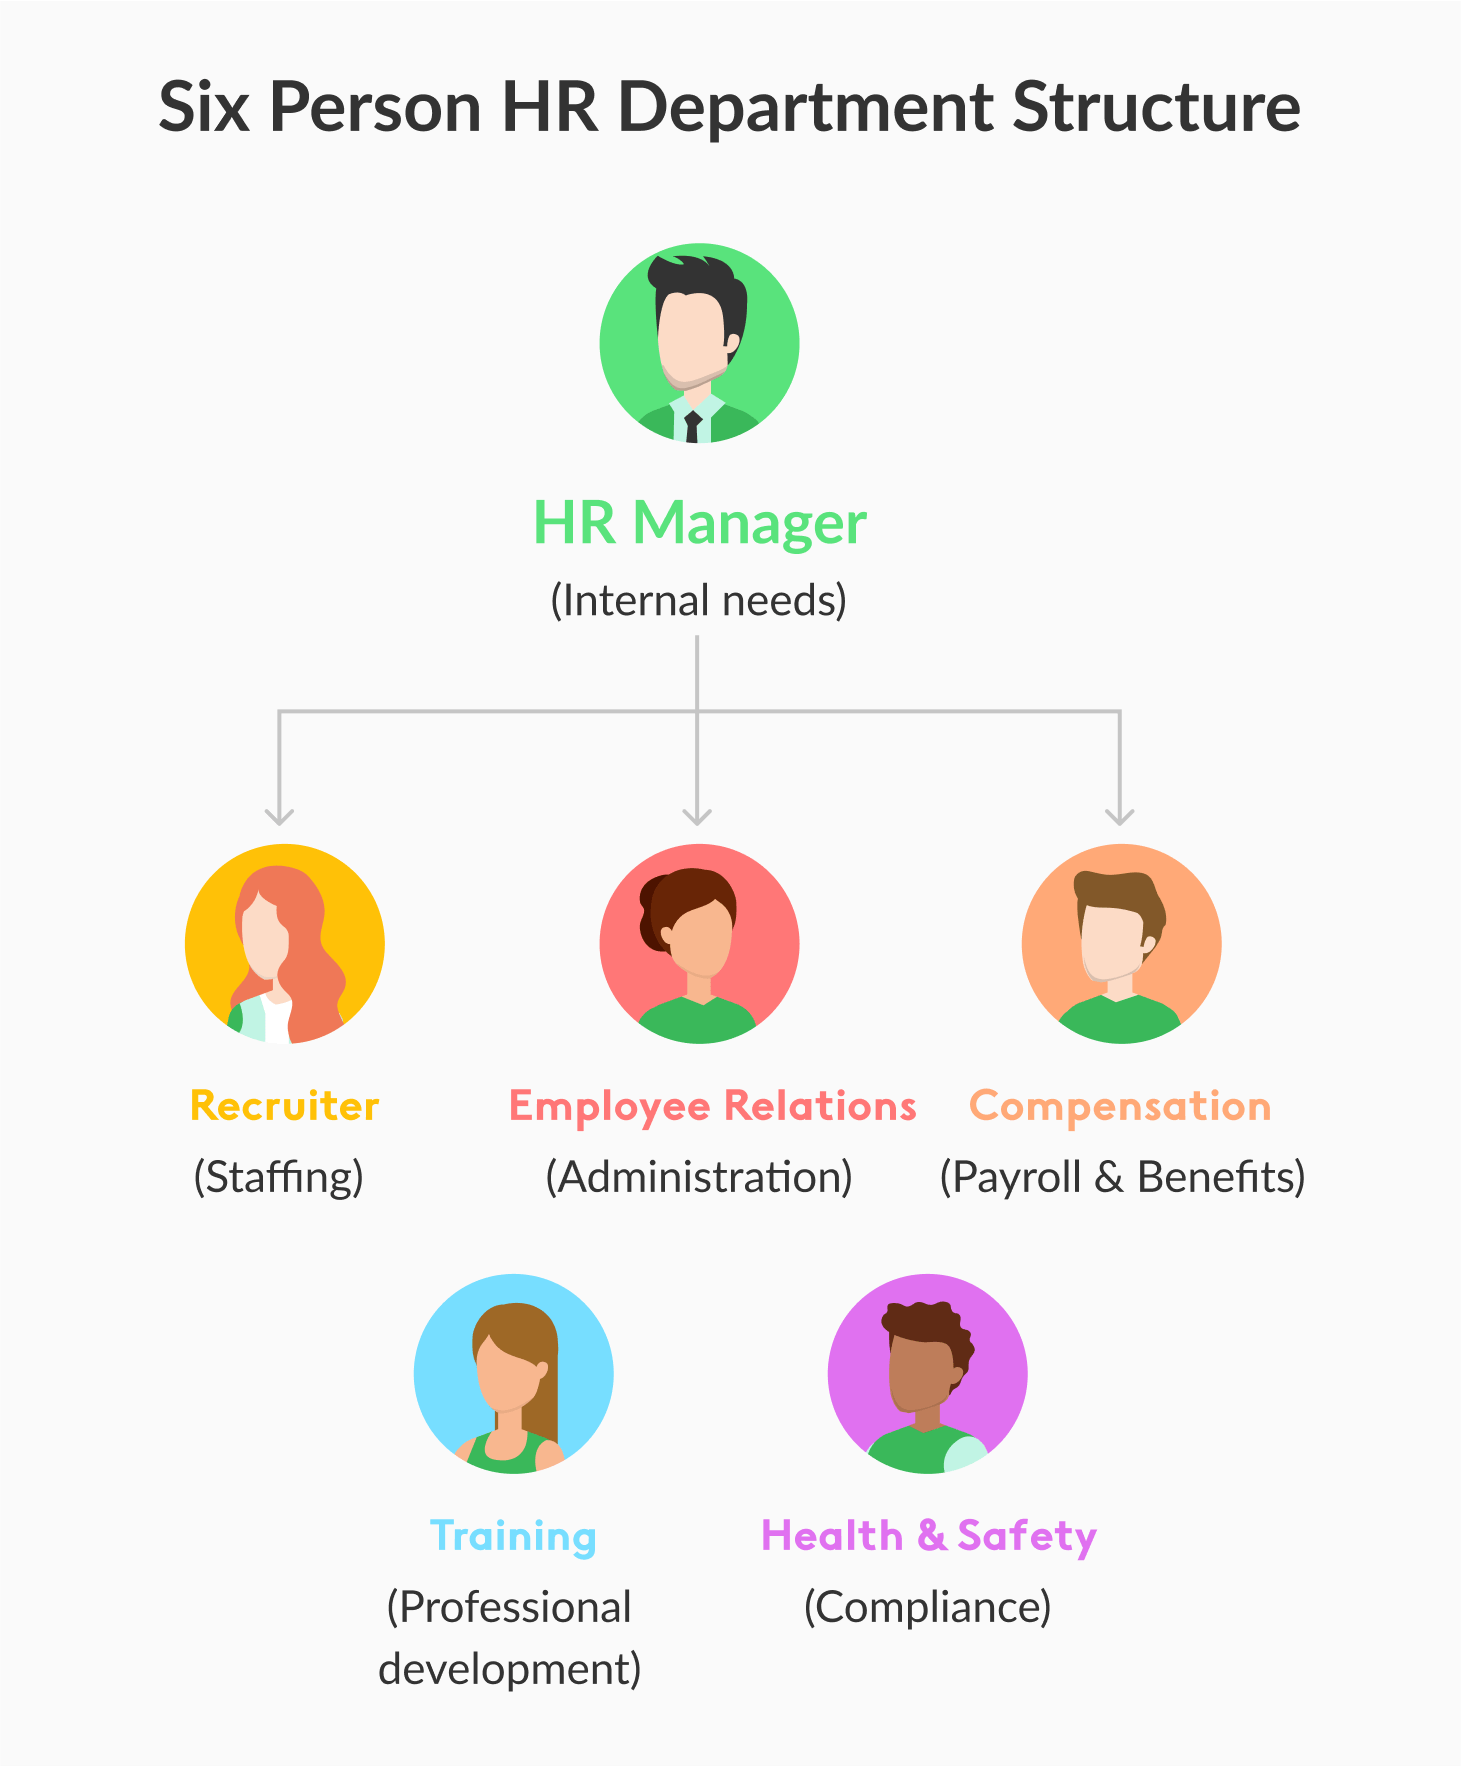 Six Person HR Department Structure
HR Manager
(Internal needs)
Recruiter
(Staffing)
Employee Relations
(Administration)
Compensation
(Payroll & Benefits)
Training
(Professional
development)
Health & Safety
(Compliance)